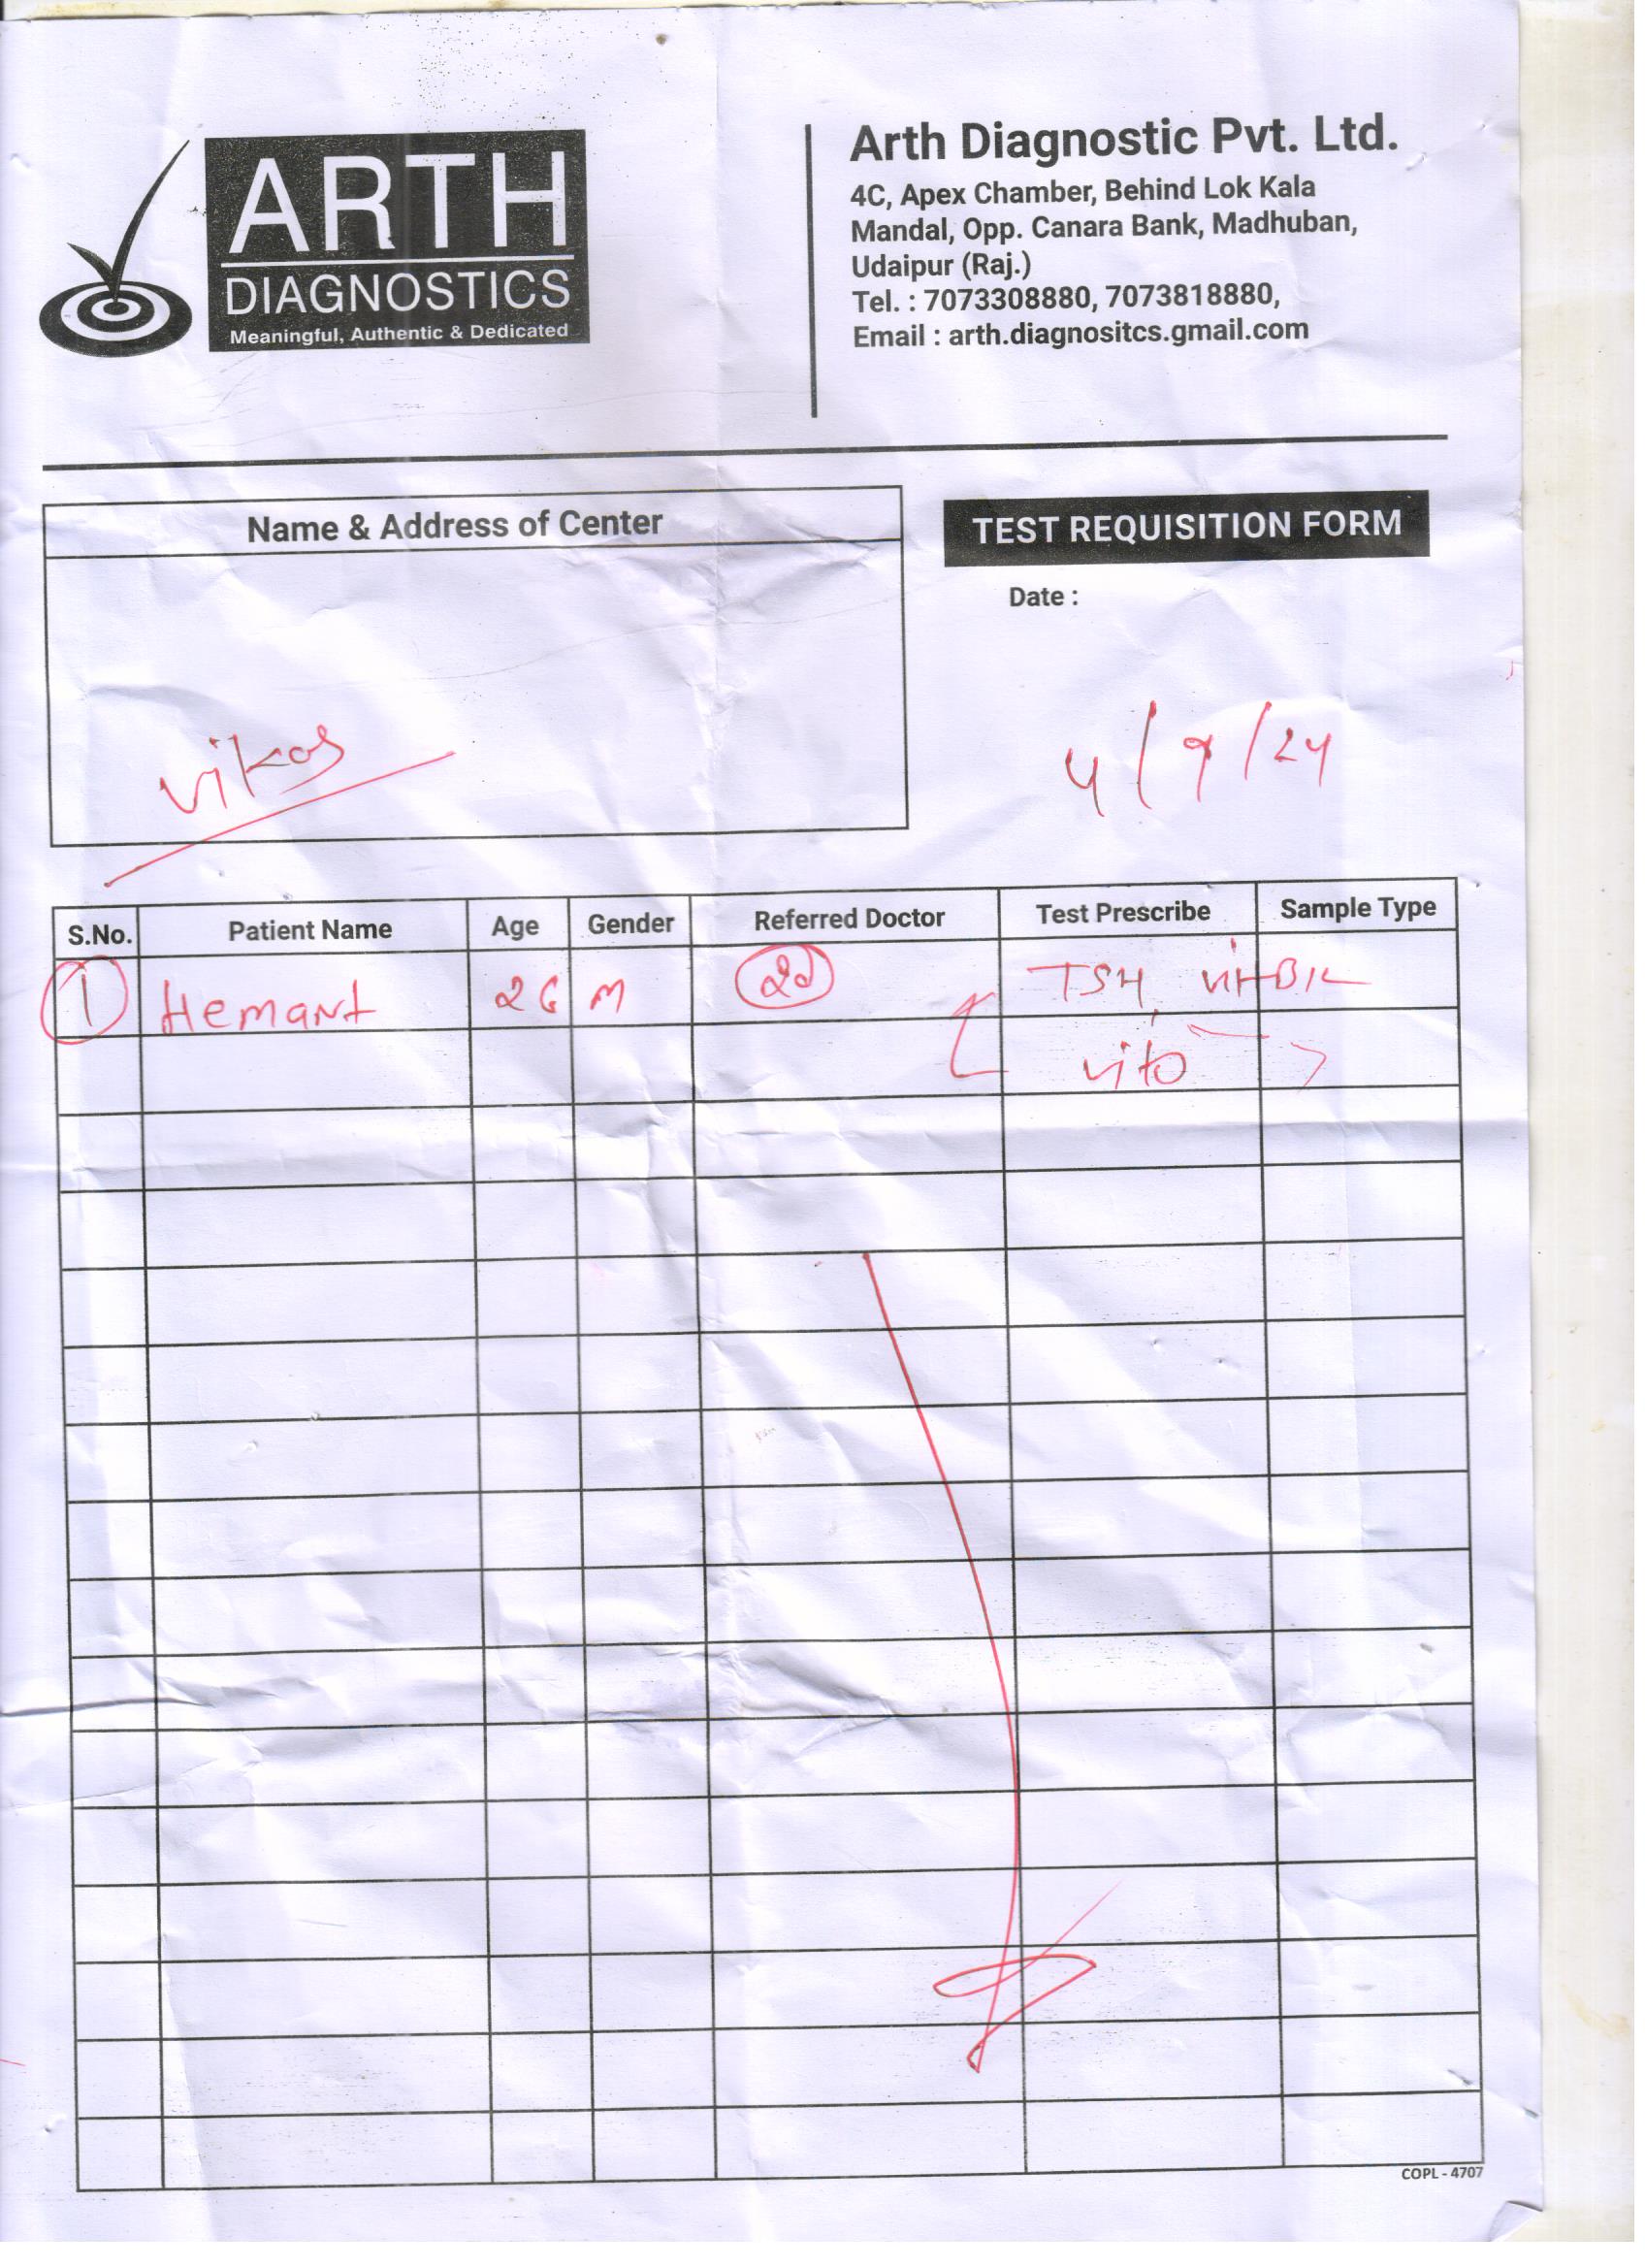 ARTH
DIAGNOSTICS
Meaningful, Authentic & Dedicated
Arth Diagnostic Pvt. Ltd.
4C, Apex Chamber, Behind Lok Kala
Mandal, Opp. Canara Bank, Madhuban,
Udaipur (Raj.)
Tel. : 7073308880, 7073818880,
Email : arth.diagnositcs.gmail.com
Name & Address of Center
TEST REQUISITION FORM
Date :
vikas
4/9/24
S.No. Patient Name Age Gender Referred Doctor Test Prescribe Sample Type
1 Hemant 26 M TSH vitB12
vitD
COPL - 4707